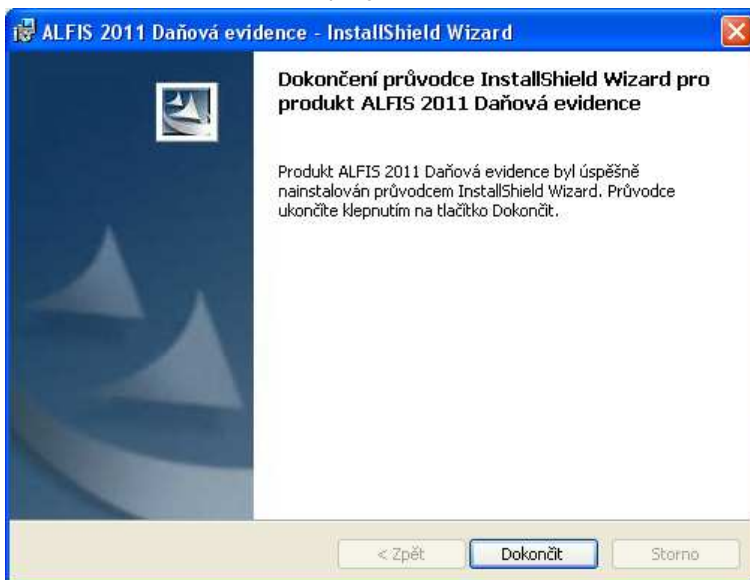 ALFIS 2011 Daňová evidence - InstallShield Wizard
Dokončení průvodce InstallShield Wizard pro
produkt ALFIS 2011 Daňová evidence
Produkt ALFIS 2011 Daňová evidence byl úspěšně
nainstalován průvodcem InstallShield Wizard. Průvodce
ukončíte klepnutím na tlačítko Dokončit.
< Zpět
Dokončit
Storno